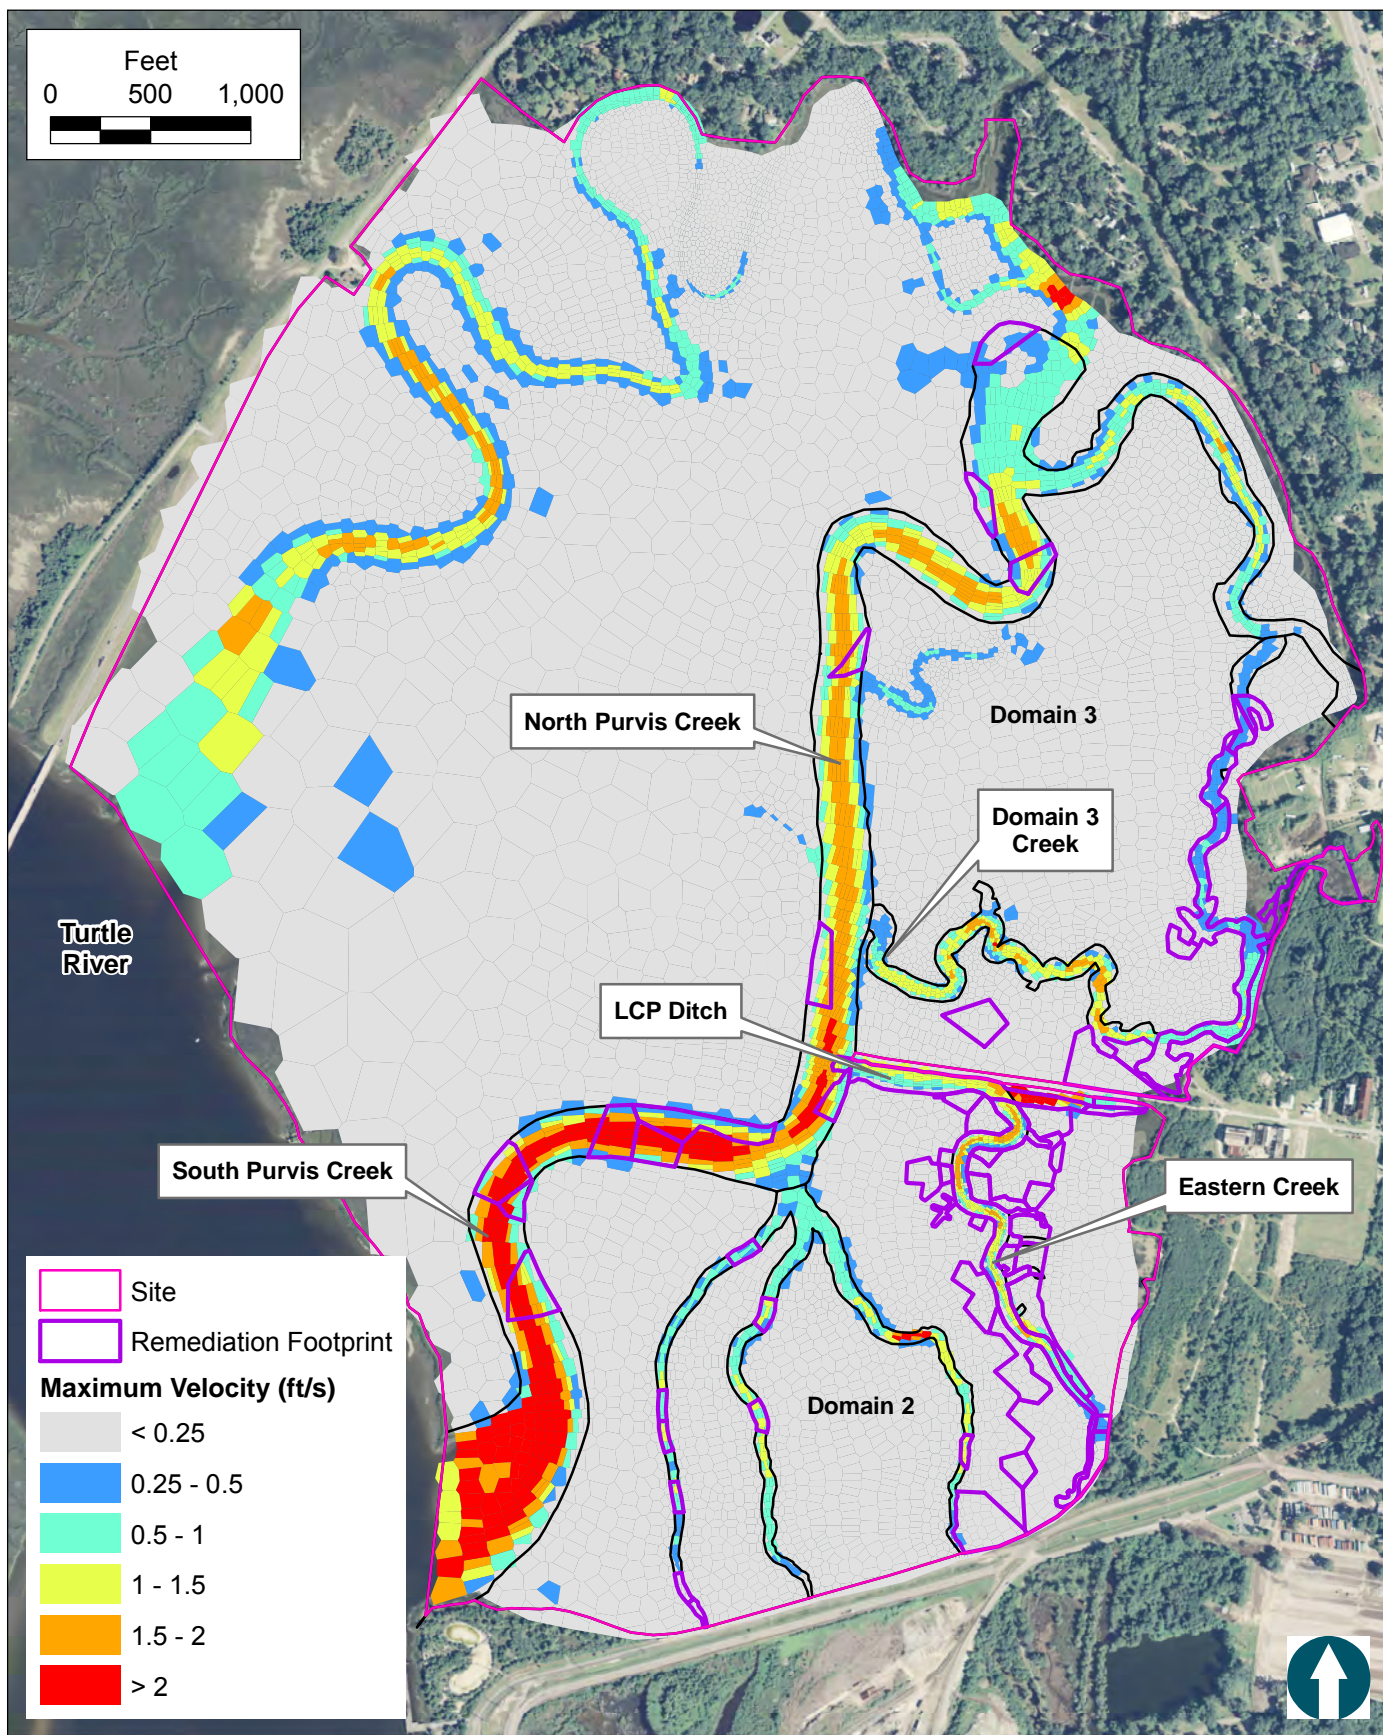 Feet
0 500 1,000
North Purvis Creek
Domain 3
Domain 3
Creek
Turtle
River
LCP Ditch
South Purvis Creek
Eastern Creek
Domain 2
Site
Remediation Footprint
Maximum Velocity (ft/s)
< 0.25
0.25 - 0.5
0.5 - 1
1 - 1.5
1.5 - 2
> 2